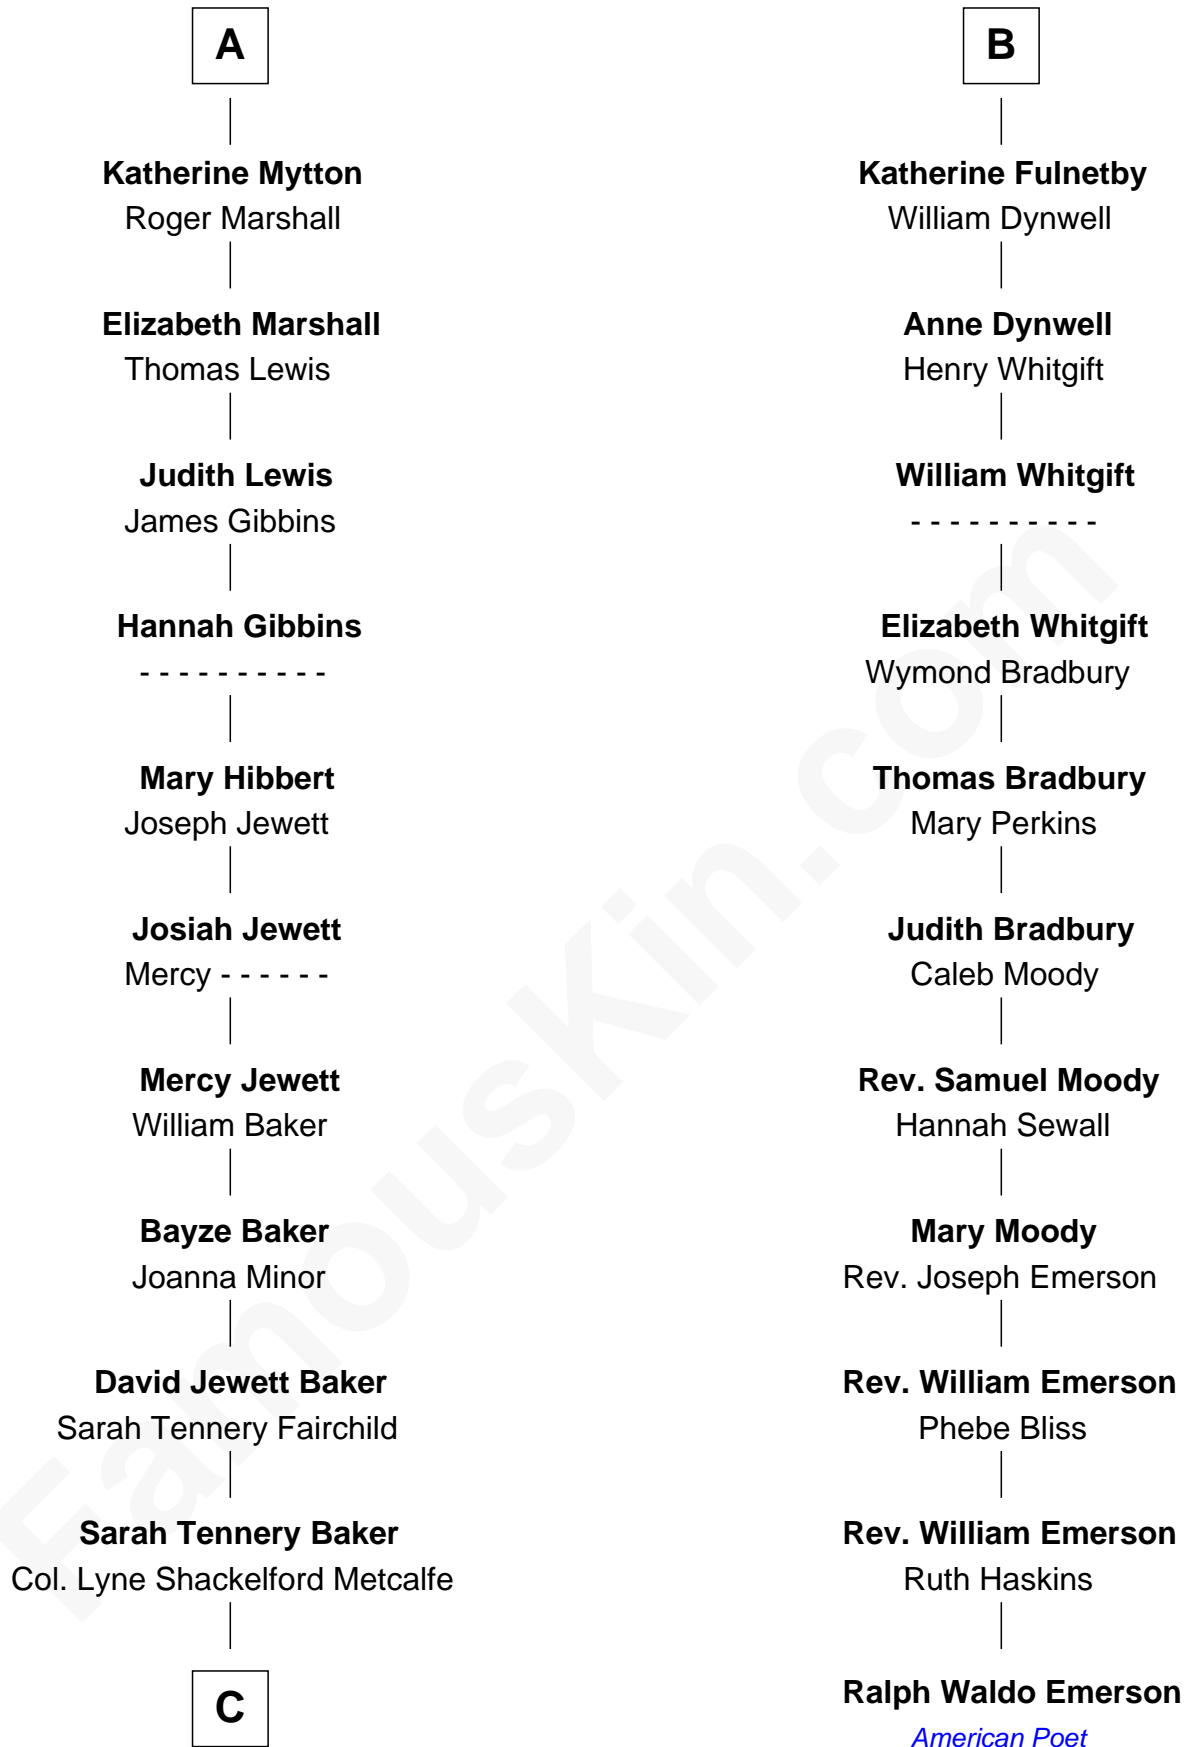 A
Katherine Mytton
Roger Marshall
Elizabeth Marshall
Thomas Lewis
Judith Lewis
James Gibbins
Hannah Gibbins
- - - - - - - - - -
Mary Hibbert
Joseph Jewett
Josiah Jewett
Mercy - - - - - -
Mercy Jewett
William Baker
Bayze Baker
Joanna Minor
David Jewett Baker
Sarah Tennery Fairchild
Sarah Tennery Baker
Col. Lyne Shackelford Metcalfe
C
B
Katherine Fulnetby
William Dynwell
Anne Dynwell
Henry Whitgift
William Whitgift
- - - - - - - - - -
Elizabeth Whitgift
Wymond Bradbury
Thomas Bradbury
Mary Perkins
Judith Bradbury
Caleb Moody
Rev. Samuel Moody
Hannah Sewall
Mary Moody
Rev. Joseph Emerson
Rev. William Emerson
Phebe Bliss
Rev. William Emerson
Ruth Haskins
Ralph Waldo Emerson
American Poet
FamousKin.com